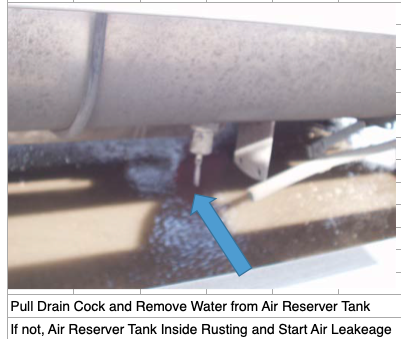 Pull Drain Cock and Remove Water from Air Reserver Tank
If not, Air Reserver Tank Inside Rusting and Start Air Leakeage